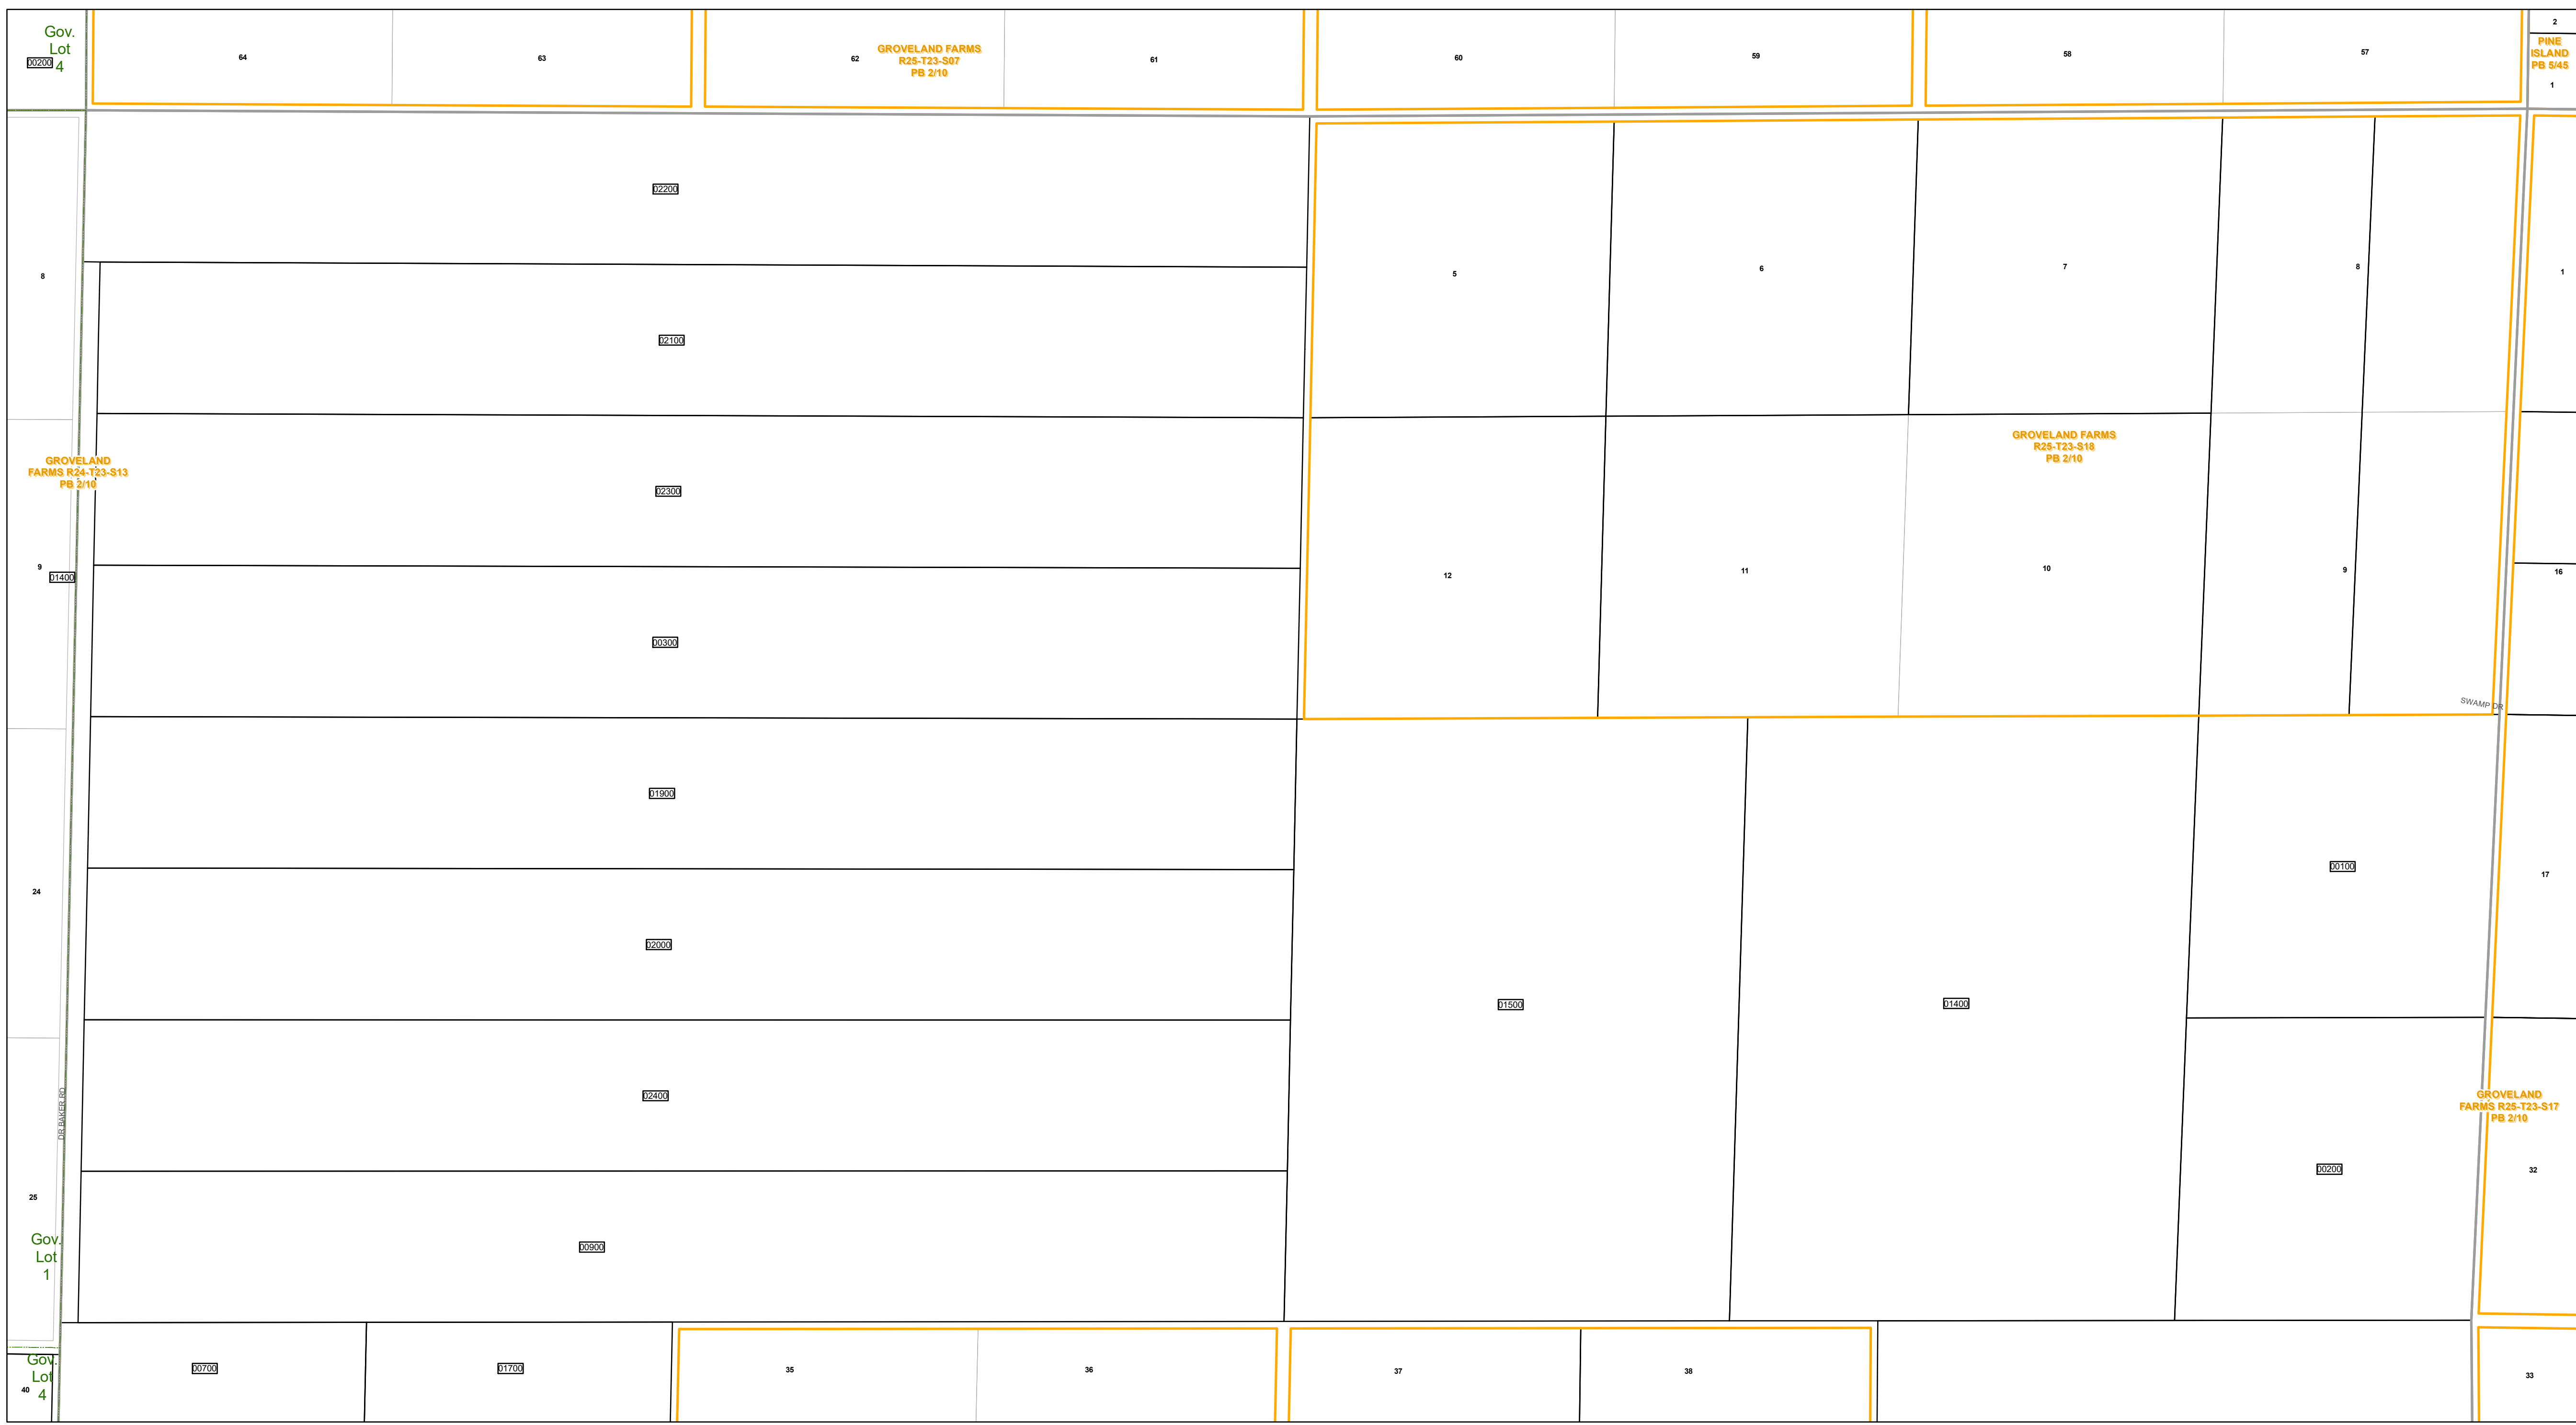 Gov.
Lot
4
00200
64
63
62
GROVELAND FARMS
R25-T23-S07
PB 2/10
61
60
59
58
57
2
PINE
ISLAND
PB 5/45
1
02200
8
5
6
7
8
1
02100
GROVELAND FARMS
R25-T23-S18
PB 2/10
GROVELAND
FARMS R24-T23-S13
PB 2/10
02300
9
01400
12
11
10
9
16
00300
SWAMP DR
01900
24
00100
17
02000
01500
01400
DR BAKER RD
02400
GROVELAND
FARMS R25-T23-S17
PB 2/10
25
00200
32
Gov.
Lot
1
00900
Gov.
Lot
4
40
00700
01700
35
36
37
38
33